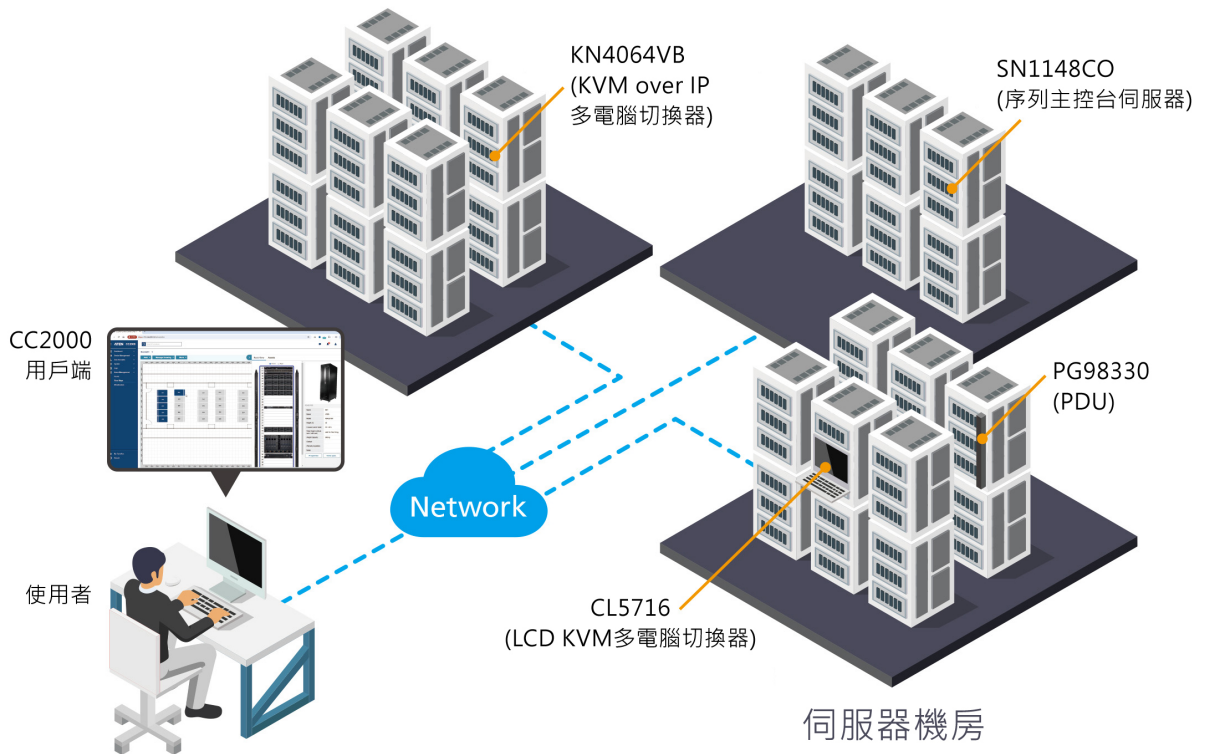 KN4064VB
(KVM over IP
多電腦切換器)
SN1148CO
(序列主控台伺服器)
CC2000
用戶端
PG98330
(PDU)
Network
使用者
CL5716
(LCD KVM多電腦切換器)
伺服器機房